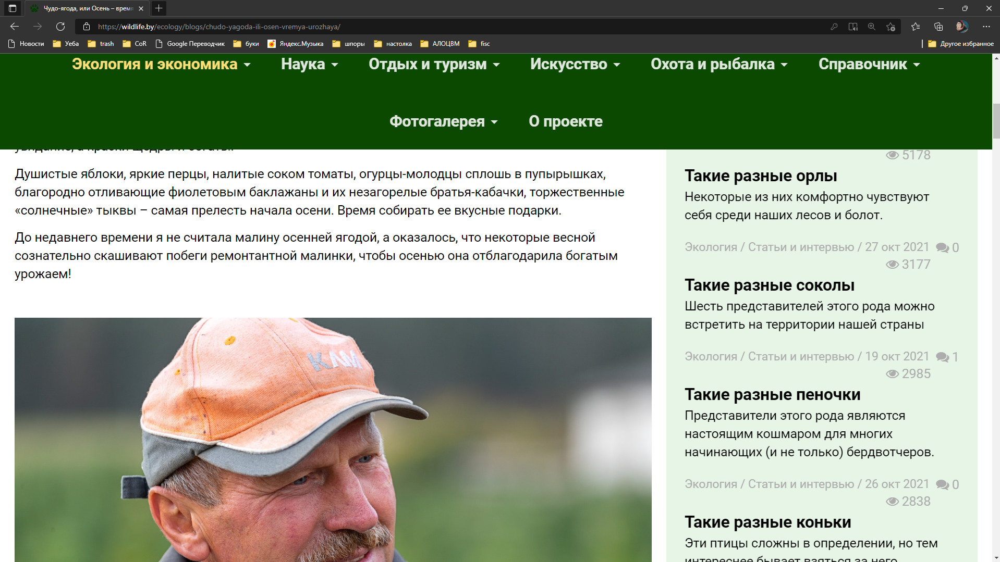 Чудо-ягода, или Осень – время
https://wildlife.by/ecology/blogs/chudo-yagoda-ili-osen-vremya-urozhaya/
Новости Уеба trash CoR Google Переводчик буки Яндекс.Музыка шпоры настолка АЛОЦВМ fisc Другое избранное
Экология и экономика Наука Отдых и туризм Искусство Охота и рыбалка Справочник
Фотогалерея О проекте
Душистые яблоки, яркие перцы, налитые соком томаты, огурцы-молодцы сплошь в пупырышках,
благородно отливающие фиолетовым баклажаны и их незагорелые братья-кабачки, торжественные
«солнечные» тыквы – самая прелесть начала осени. Время собирать ее вкусные подарки.
До недавнего времени я не считала малину осенней ягодой, а оказалось, что некоторые весной
сознательно скашивают побеги ремонтантной малинки, чтобы осенью она отблагодарила богатым
урожаем!
5178
Такие разные орлы
Некоторые из них комфортно чувствуют
себя среди наших лесов и болот.
Экология / Статьи и интервью / 27 окт 2021 0
3177
Такие разные соколы
Шесть представителей этого рода можно
встретить на территории нашей страны
Экология / Статьи и интервью / 19 окт 2021 1
2985
Такие разные пеночки
Представители этого рода являются
настоящим кошмаром для многих
начинающих (и не только) бердвотчеров.
Экология / Статьи и интервью / 26 окт 2021 0
2838
Такие разные коньки
Эти птицы сложны в определении, но тем
интереснее бывает взяться за него